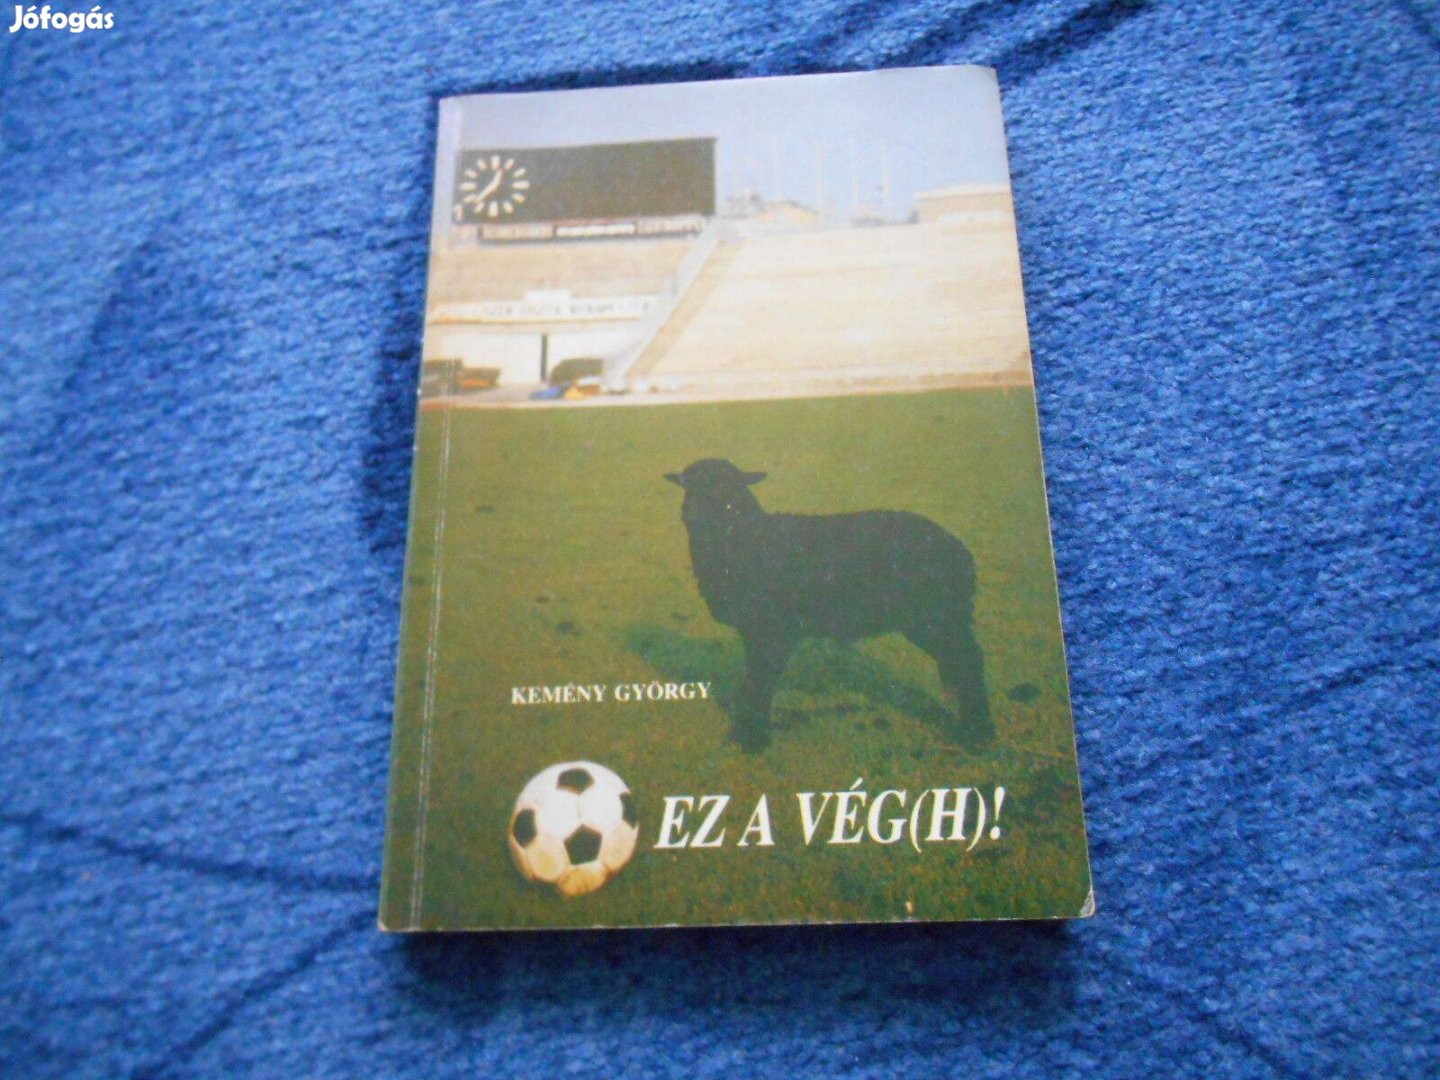 Jófogás
KEMÉNY GYÖRGY
EZ A VÉG(H)!